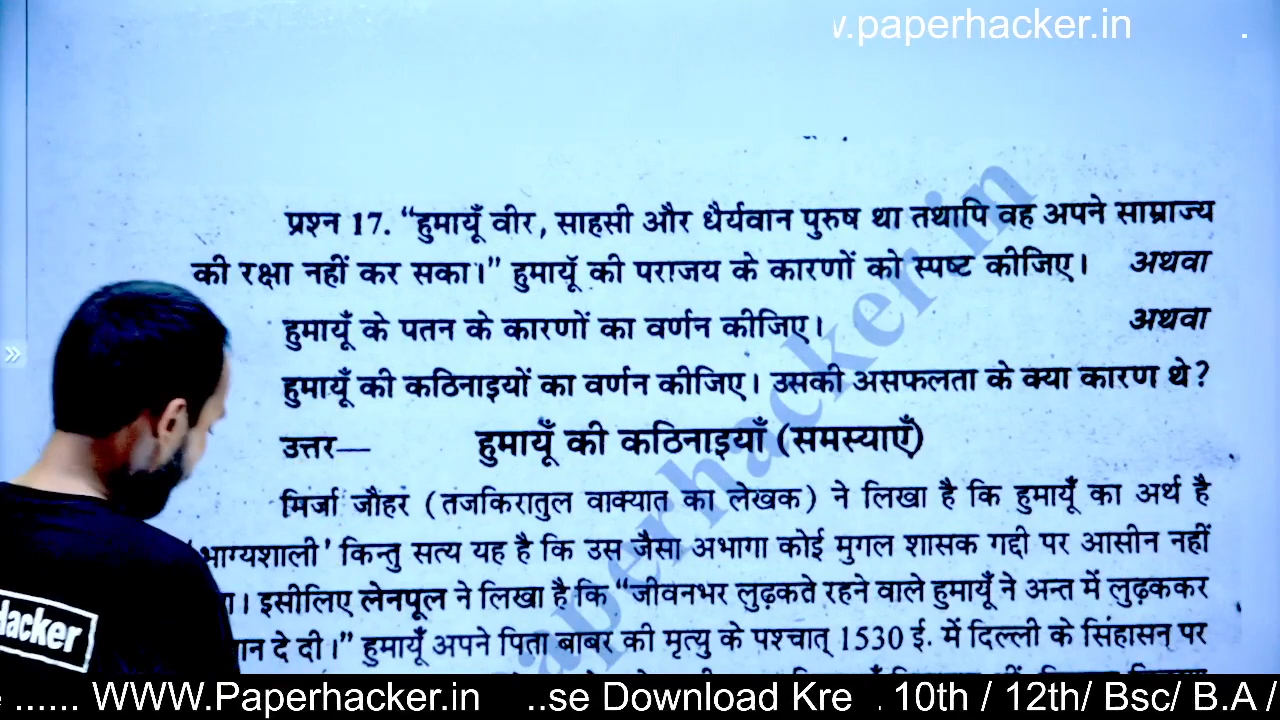 w.paperhacker.in .
प्रश्न 17. “हुमायूँ वीर, साहसी और धैर्यवान पुरुष था तथापि वह अपने साम्राज्य
की रक्षा नहीं कर सका।” हुमायूँ की पराजय के कारणों को स्पष्ट कीजिए। अथवा
हुमायूँ के पतन के कारणों का वर्णन कीजिए। अथवा
हुमायूँ की कठिनाइयों का वर्णन कीजिए। उसकी असफलता के क्या कारण थे?
उत्तर— हुमायूँ की कठिनाइयाँ (समस्याएँ)
मिर्जा जौहर (तजकिरातुल वाक्यात का लेखक) ने लिखा है कि हुमायूँ का अर्थ है
'भाग्यशाली' किन्तु सत्य यह है कि उस जैसा अभागा कोई मुगल शासक गद्दी पर आसीन नहीं
। इसीलिए लेनपूल ने लिखा है कि “जीवनभर लुढ़कते रहने वाले हुमायूँ ने अन्त में लुढ़ककर
दे दी।” हुमायूँ अपने पिता बाबर की मृत्यु के पश्चात् 1530 ई. में दिल्ली के सिंहासन पर
paperhacker in
Hacker
e ...... WWW.Paperhacker.in ..se Download Kre . 10th / 12th/ Bsc/ B.A /